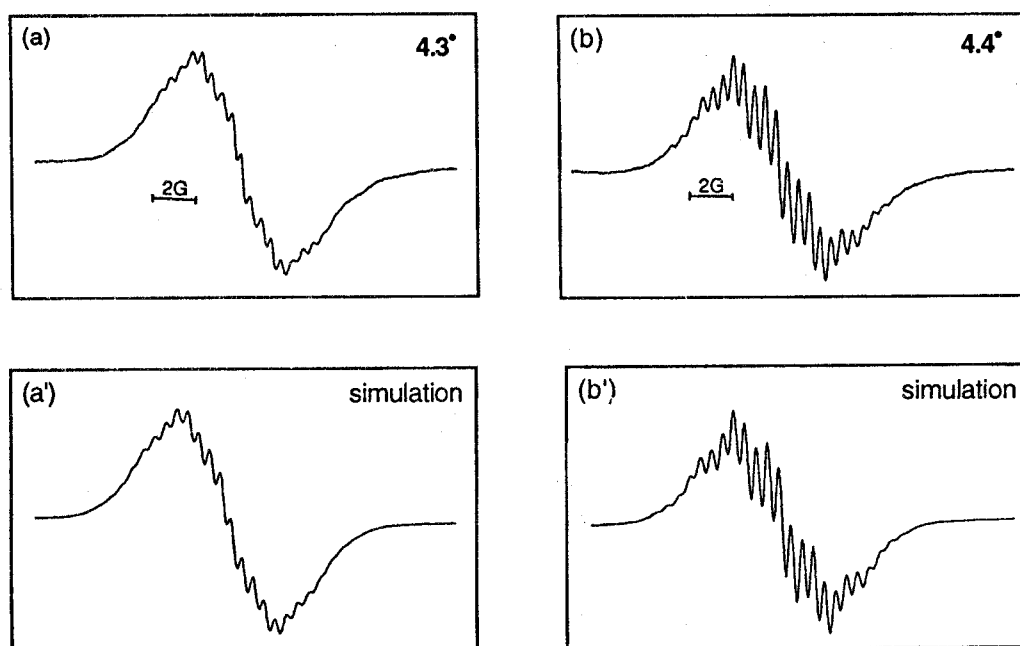 (a)
4.3•
2G
(b)
4.4•
2G
(a')
simulation
(b')
simulation